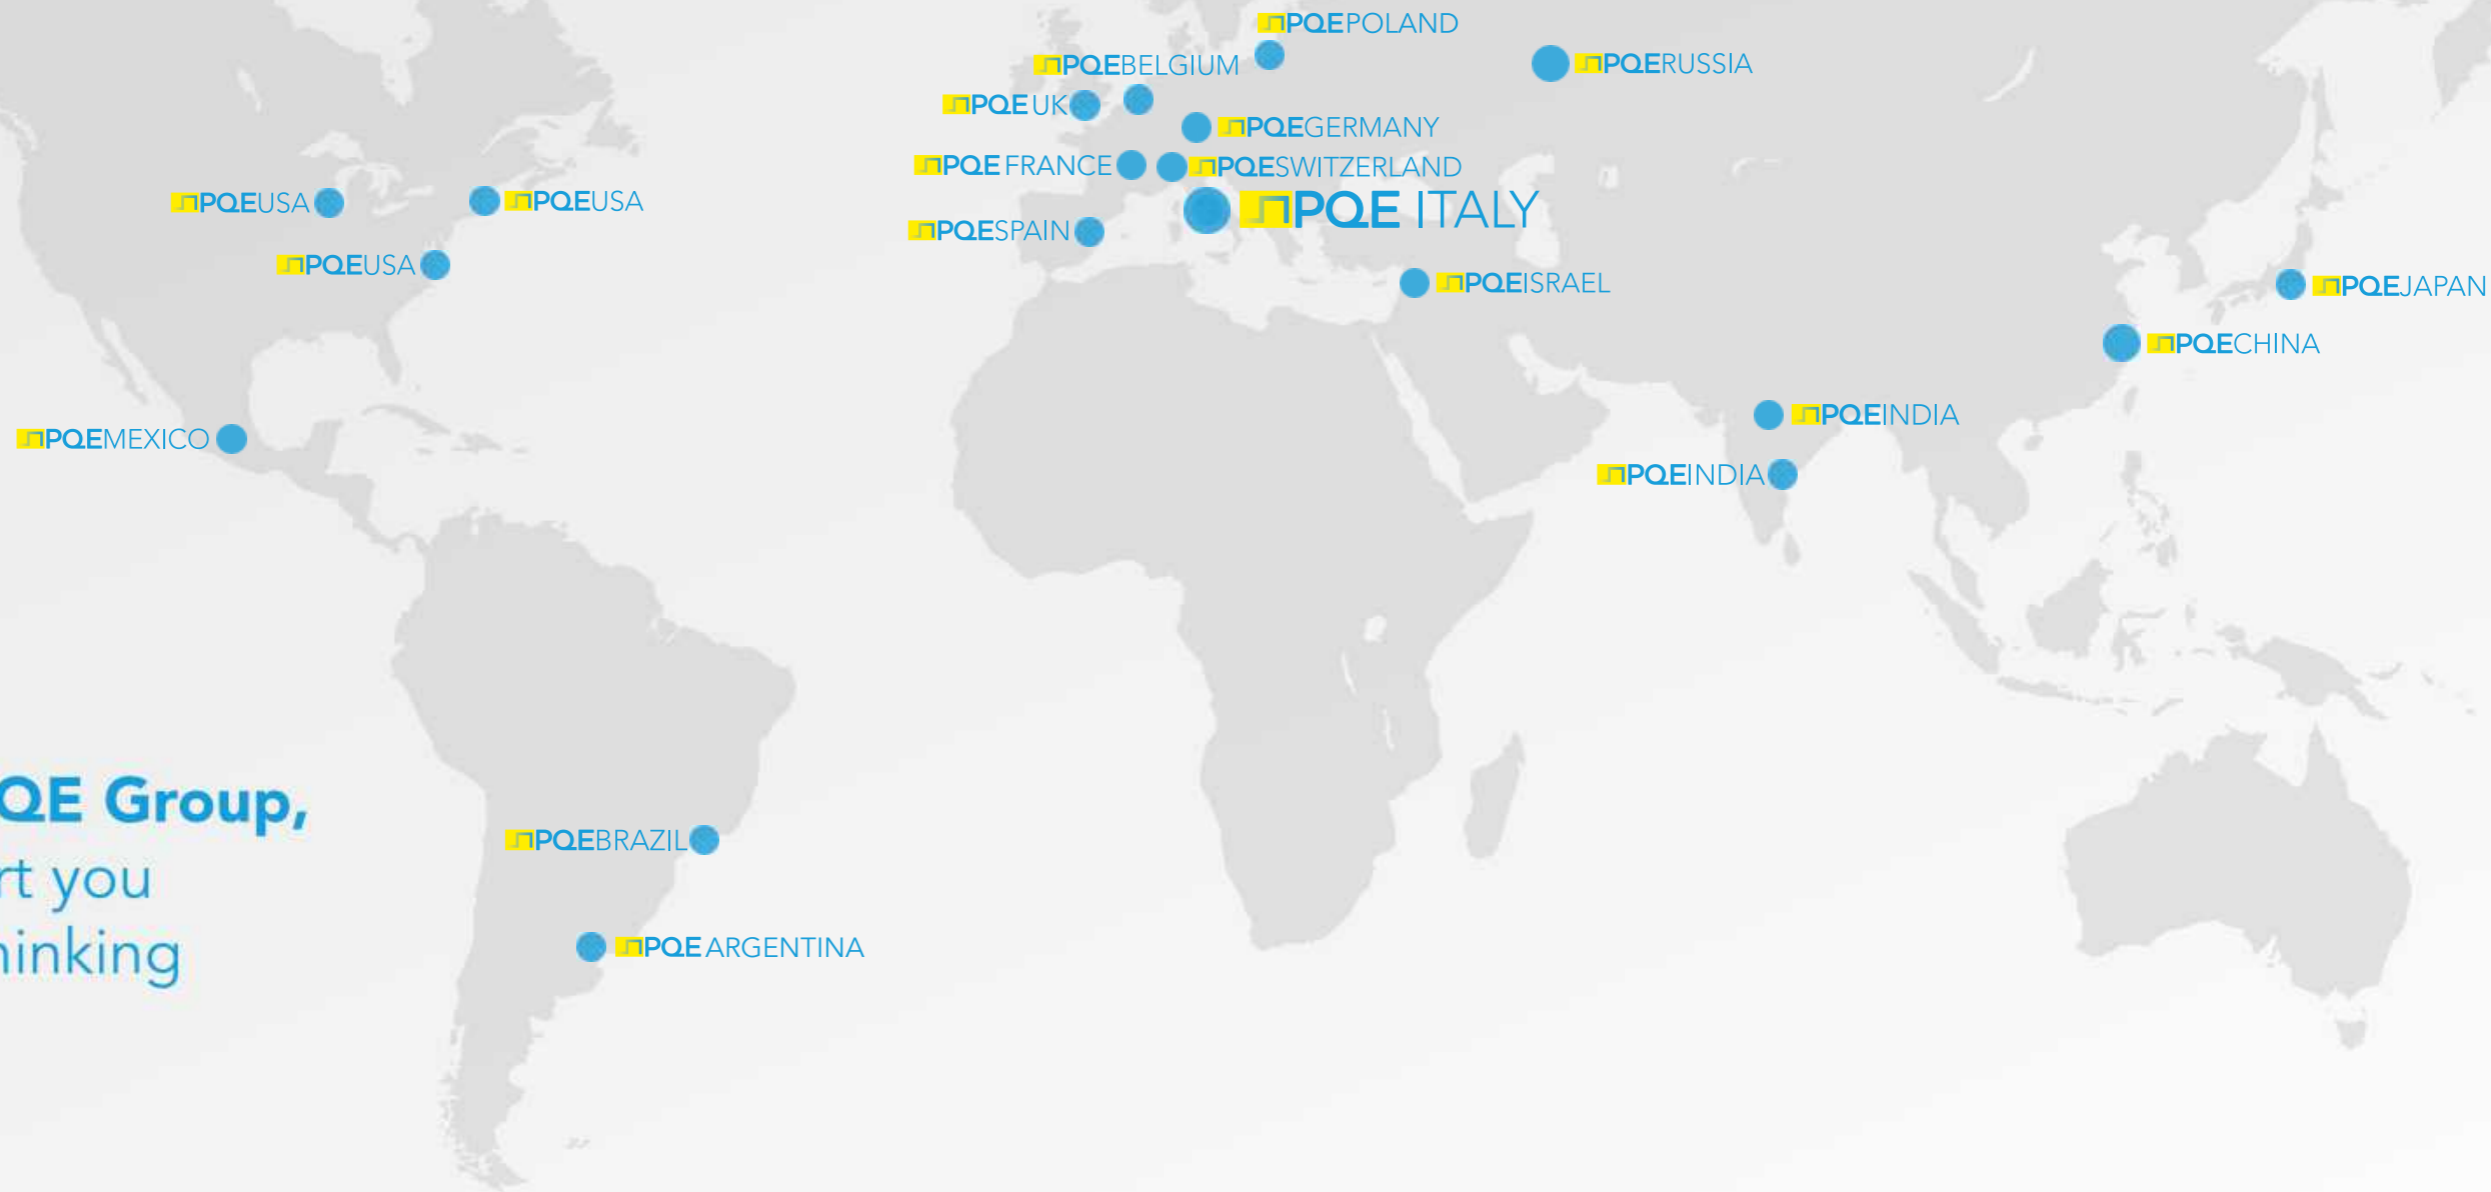 PQE POLAND
PQE BELGIUM
PQE RUSSIA
PQE UK
PQE GERMANY
PQE FRANCE
PQE SWITZERLAND
PQE USA
PQE USA
PQE ITALY
PQE SPAIN
PQE USA
PQE ISRAEL
PQE JAPAN
PQE CHINA
PQE INDIA
PQE MEXICO
PQE INDIA
QE Group,
rt you
hinking
PQE BRAZIL
PQE ARGENTINA